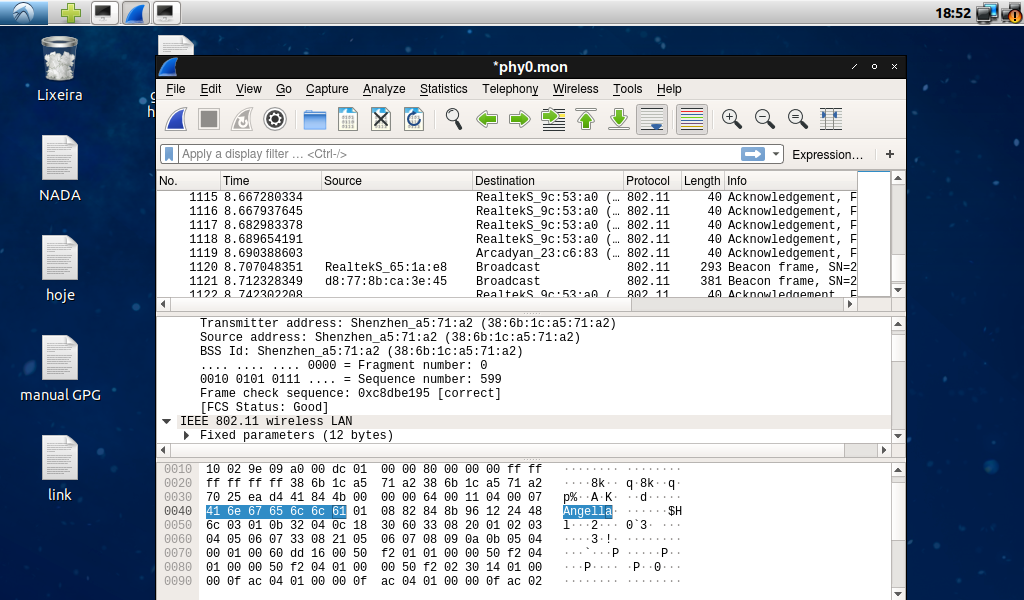 18:52
Lixeira
NADA
hoje
manual GPG
link
*phy0.mon
File Edit View Go Capture Analyze Statistics Telephony Wireless Tools Help
Apply a display filter … <Ctrl-/> Expression… +
No. Time Source Destination Protocol Length Info
1115 8.667280334 RealtekS_9c:53:a0 (… 802.11 40 Acknowledgement, F
1116 8.667937645 RealtekS_9c:53:a0 (… 802.11 40 Acknowledgement, F
1117 8.682983378 RealtekS_9c:53:a0 (… 802.11 40 Acknowledgement, F
1118 8.689654191 RealtekS_9c:53:a0 (… 802.11 40 Acknowledgement, F
1119 8.690388603 Arcadyan_23:c6:83 (… 802.11 40 Acknowledgement, F
1120 8.707048351 RealtekS_65:1a:e8 Broadcast 802.11 293 Beacon frame, SN=2
1121 8.712328349 d8:77:8b:ca:3e:45 Broadcast 802.11 381 Beacon frame, SN=2
1122 8.742302208 RealtekS_9c:53:a0 (… 802.11 40 Acknowledgement, F
Transmitter address: Shenzhen_a5:71:a2 (38:6b:1c:a5:71:a2)
Source address: Shenzhen_a5:71:a2 (38:6b:1c:a5:71:a2)
BSS Id: Shenzhen_a5:71:a2 (38:6b:1c:a5:71:a2)
.... .... .... 0000 = Fragment number: 0
0010 0101 0111 .... = Sequence number: 599
Frame check sequence: 0xc8dbe195 [correct]
[FCS Status: Good]
IEEE 802.11 wireless LAN
Fixed parameters (12 bytes)
0010 10 02 9e 09 a0 00 dc 01 00 00 80 00 00 00 ff ff ········ ········
0020 ff ff ff ff 38 6b 1c a5 71 a2 38 6b 1c a5 71 a2 ····8k·· q·8k··q·
0030 70 25 ea d4 41 84 4b 00 00 00 64 00 11 04 00 07 p%··A·K· ··d·····
0040 41 6e 67 65 6c 6c 61 01 08 82 84 8b 96 12 24 48 Angella· ······$H
0050 6c 03 01 0b 32 04 0c 18 30 60 33 08 20 01 02 03 l···2··· 0`3· ···
0060 04 05 06 07 33 08 21 05 06 07 08 09 0a 0b 05 04 ····3·!· ········
0070 00 01 00 60 dd 16 00 50 f2 01 01 00 00 50 f2 04 ···`···P ·····P··
0080 01 00 00 50 f2 04 01 00 00 50 f2 02 30 14 01 00 ···P···· ·P··0···
0090 00 0f ac 04 01 00 00 0f ac 04 01 00 00 0f ac 02 ········ ········